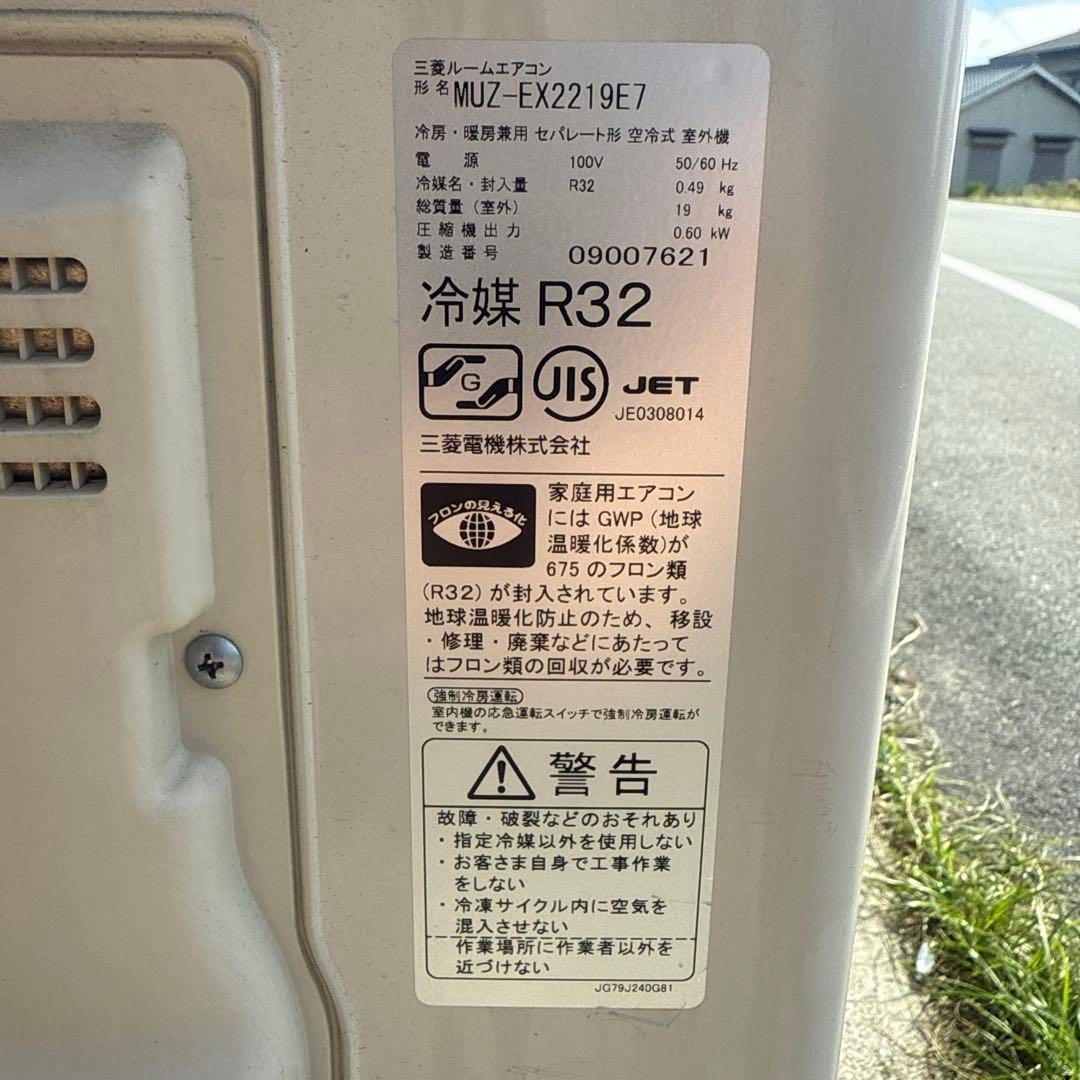 三菱ルームエアコン
形名 MUZ-EX2219E7
冷房・暖房兼用 セパレート形 空冷式 室外機
電源 100V 50/60 Hz
冷媒名・封入量 R32 0.49 kg
総質量(室外) 19 kg
圧縮機出力 0.60 kW
製造番号 09007621
冷媒 R32
G JIS JET
JE0308014
三菱電機株式会社
フロンの見える化
家庭用エアコン
には GWP(地球
温暖化係数)が
675 のフロン類
(R32)が封入されています。
地球温暖化防止のため、移設
・修理・廃棄などにあたって
はフロン類の回収が必要です。
強制冷房運転
室内機の応急運転スイッチで強制冷房運転が
できます。
警告
故障・破裂などのおそれあり
・指定冷媒以外を使用しない
・お客さま自身で工事作業
をしない
・冷凍サイクル内に空気を
混入させない
作業場所に作業者以外を
近づけない
JG79J240G81